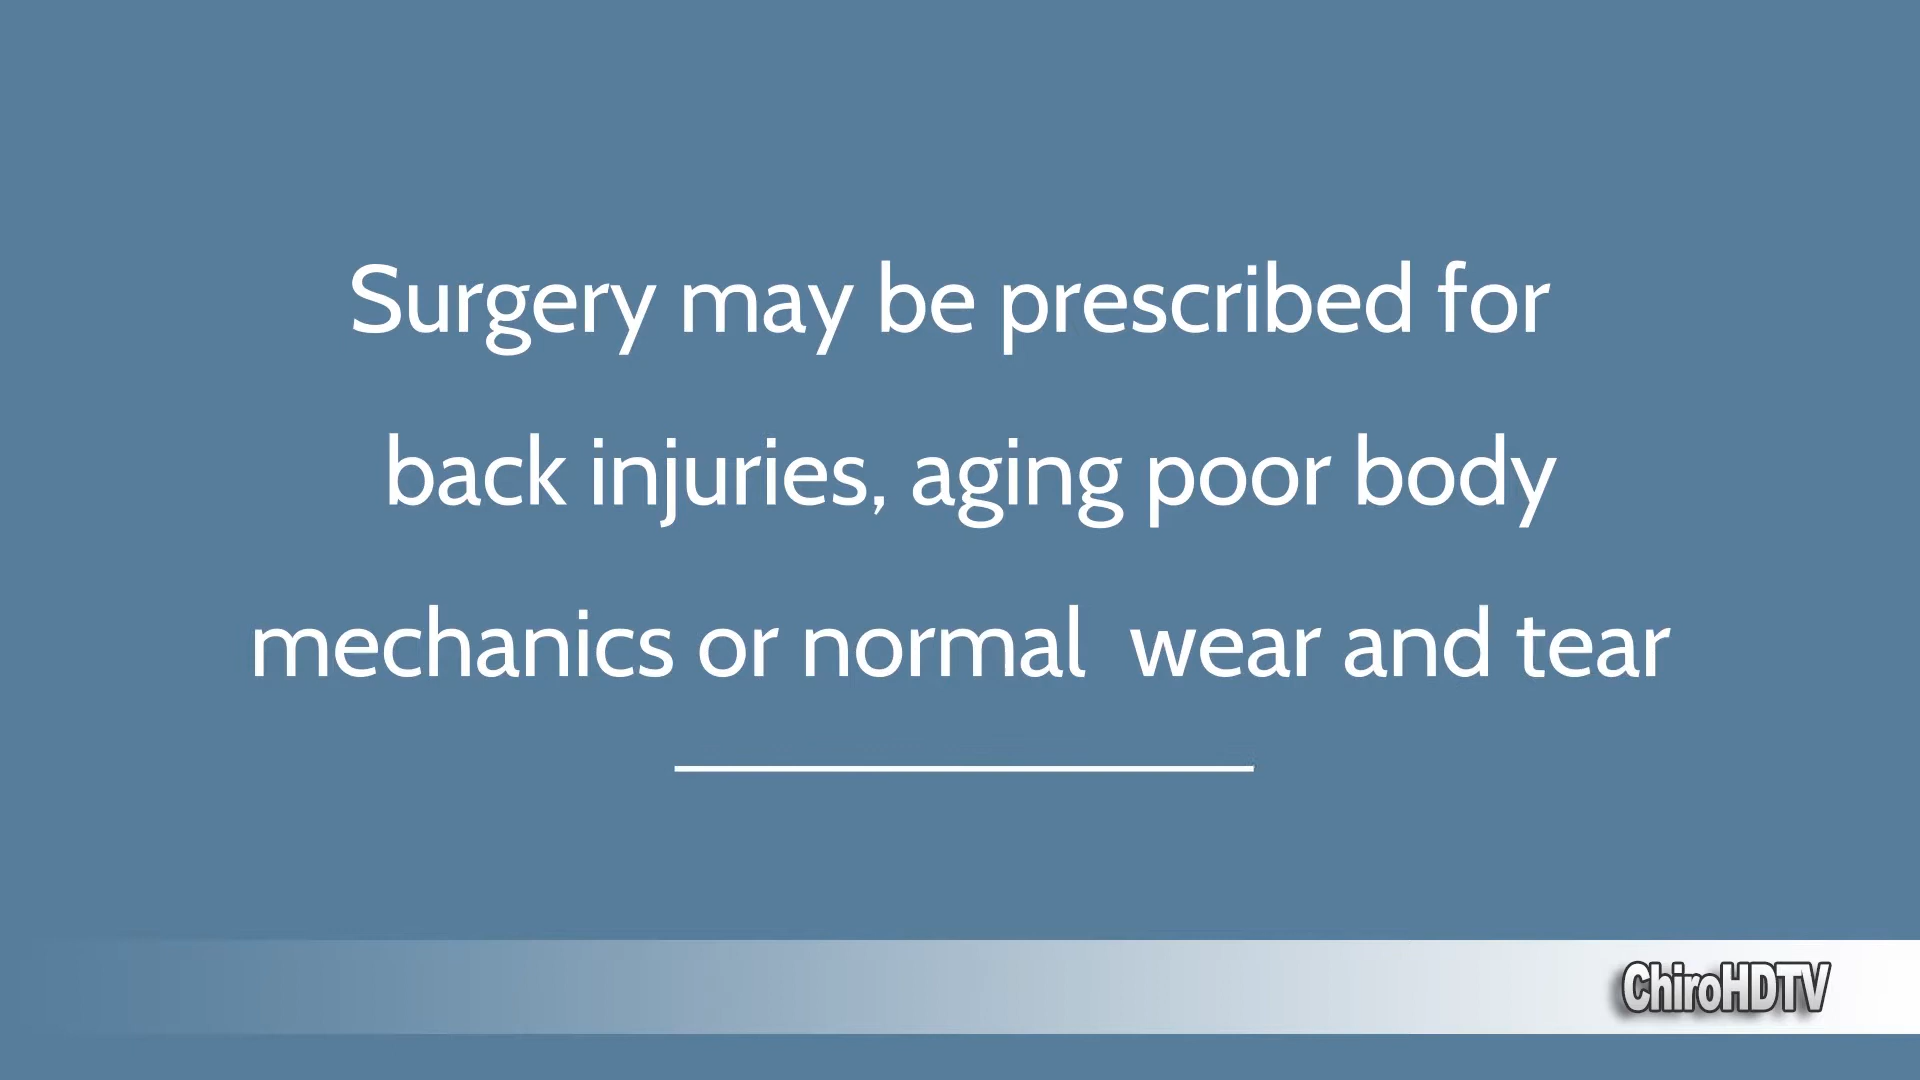 Surgery may be prescribed for
back injuries, aging poor body
mechanics or normal  wear and tear
ChiroHDTV